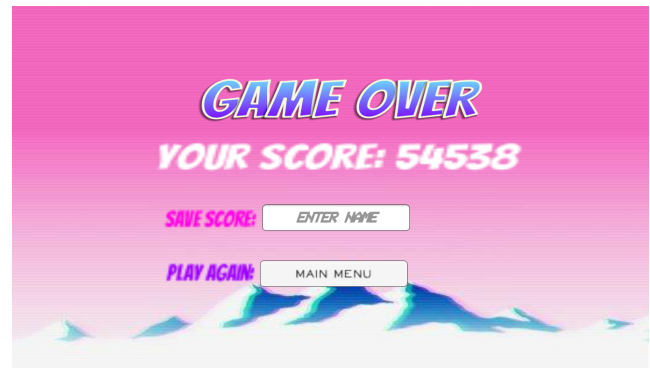 GAME OVER
YOUR SCORE: 54538
SAVE SCORE: ENTER NAME
PLAY AGAIN: MAIN MENU